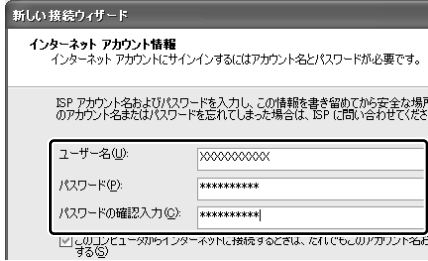 新しい接続ウィザード
インターネット アカウント情報
インターネット アカウントにサインインするにはアカウント名とパスワードが必要です。
ISP アカウント名およびパスワードを入力し、この情報を書き留めてから安全な場所
のアカウント名またはパスワードを忘れてしまった場合は、ISP に問い合わせてくださ
ユーザー名(U): XXXXXXXXXX
パスワード(P): **********
パスワードの確認入力(C): **********
このコンピュータからインターネットに接続するときは、だれでもこのアカウント名お
する(S)